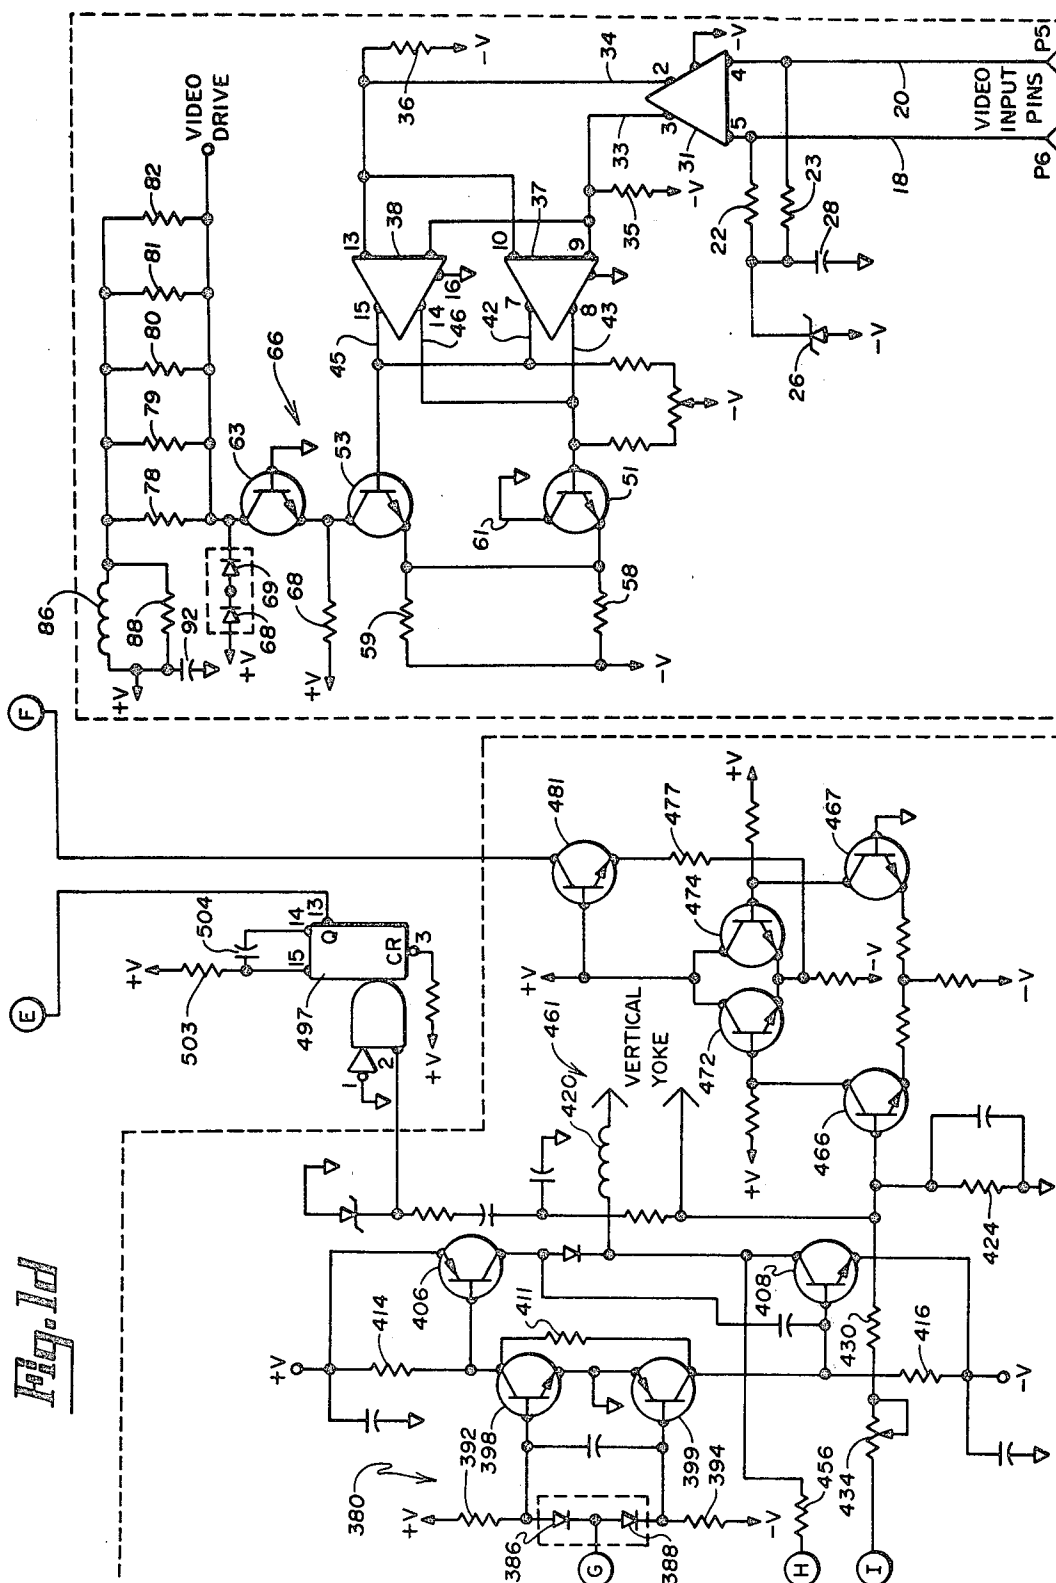 VIDEO
DRIVE
82
81
80
79
78
86
88
92
+V
68
69
+V
63
66
68
+V
53
59
58
-V
51
61
45
46
42
43
15
14
13
16
38
7
8
10
9
37
36
-V
34
33
35
-V
2
3
4
5
31
-V
22
23
28
26
-V
18
20
VIDEO
INPUT
PINS
P6
P5
F
E
+V
503
504
15
14
13
Q
CR
3
497
1
2
+V
481
477
+V
+V
474
472
467
466
-V
-V
+V
461
420
VERTICAL
YOKE
424
Fig.1d
+V
414
406
411
398
399
408
430
416
-V
434
456
380
392
394
+V
-V
386
388
G
H
I